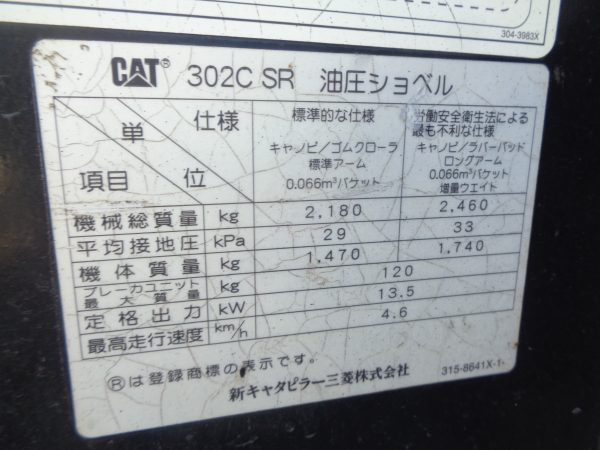 304-3983X
CAT® 302C SR 油圧ショベル
仕様 標準的な仕様 労働安全衛生法による
単 最も不利な仕様
キャノピ/ゴムクローラ キャノピ/ラバーパッド
標準アーム ロングアーム
項目 位 0.066m³バケット 0.066m³バケット
増量ウエイト
機械総質量 kg 2,180 2,460
平均接地圧 kPa 29 33
機体質量 kg 1,470 1,740
ブレーカユニット
最大質量 kg 120
定格出力 kW 13.5
最高走行速度 km/h 4.6
®は登録商標の表示です.
新キャタピラー三菱株式会社 315-8641X-1-